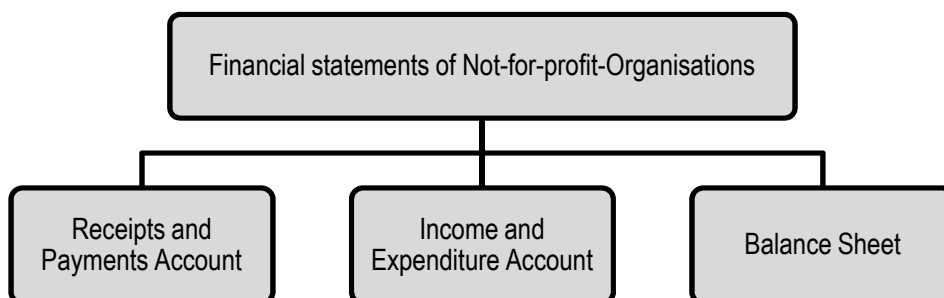 Financial statements of Not-for-profit-Organisations
Receipts and
Payments Account
Income and
Expenditure Account
Balance Sheet